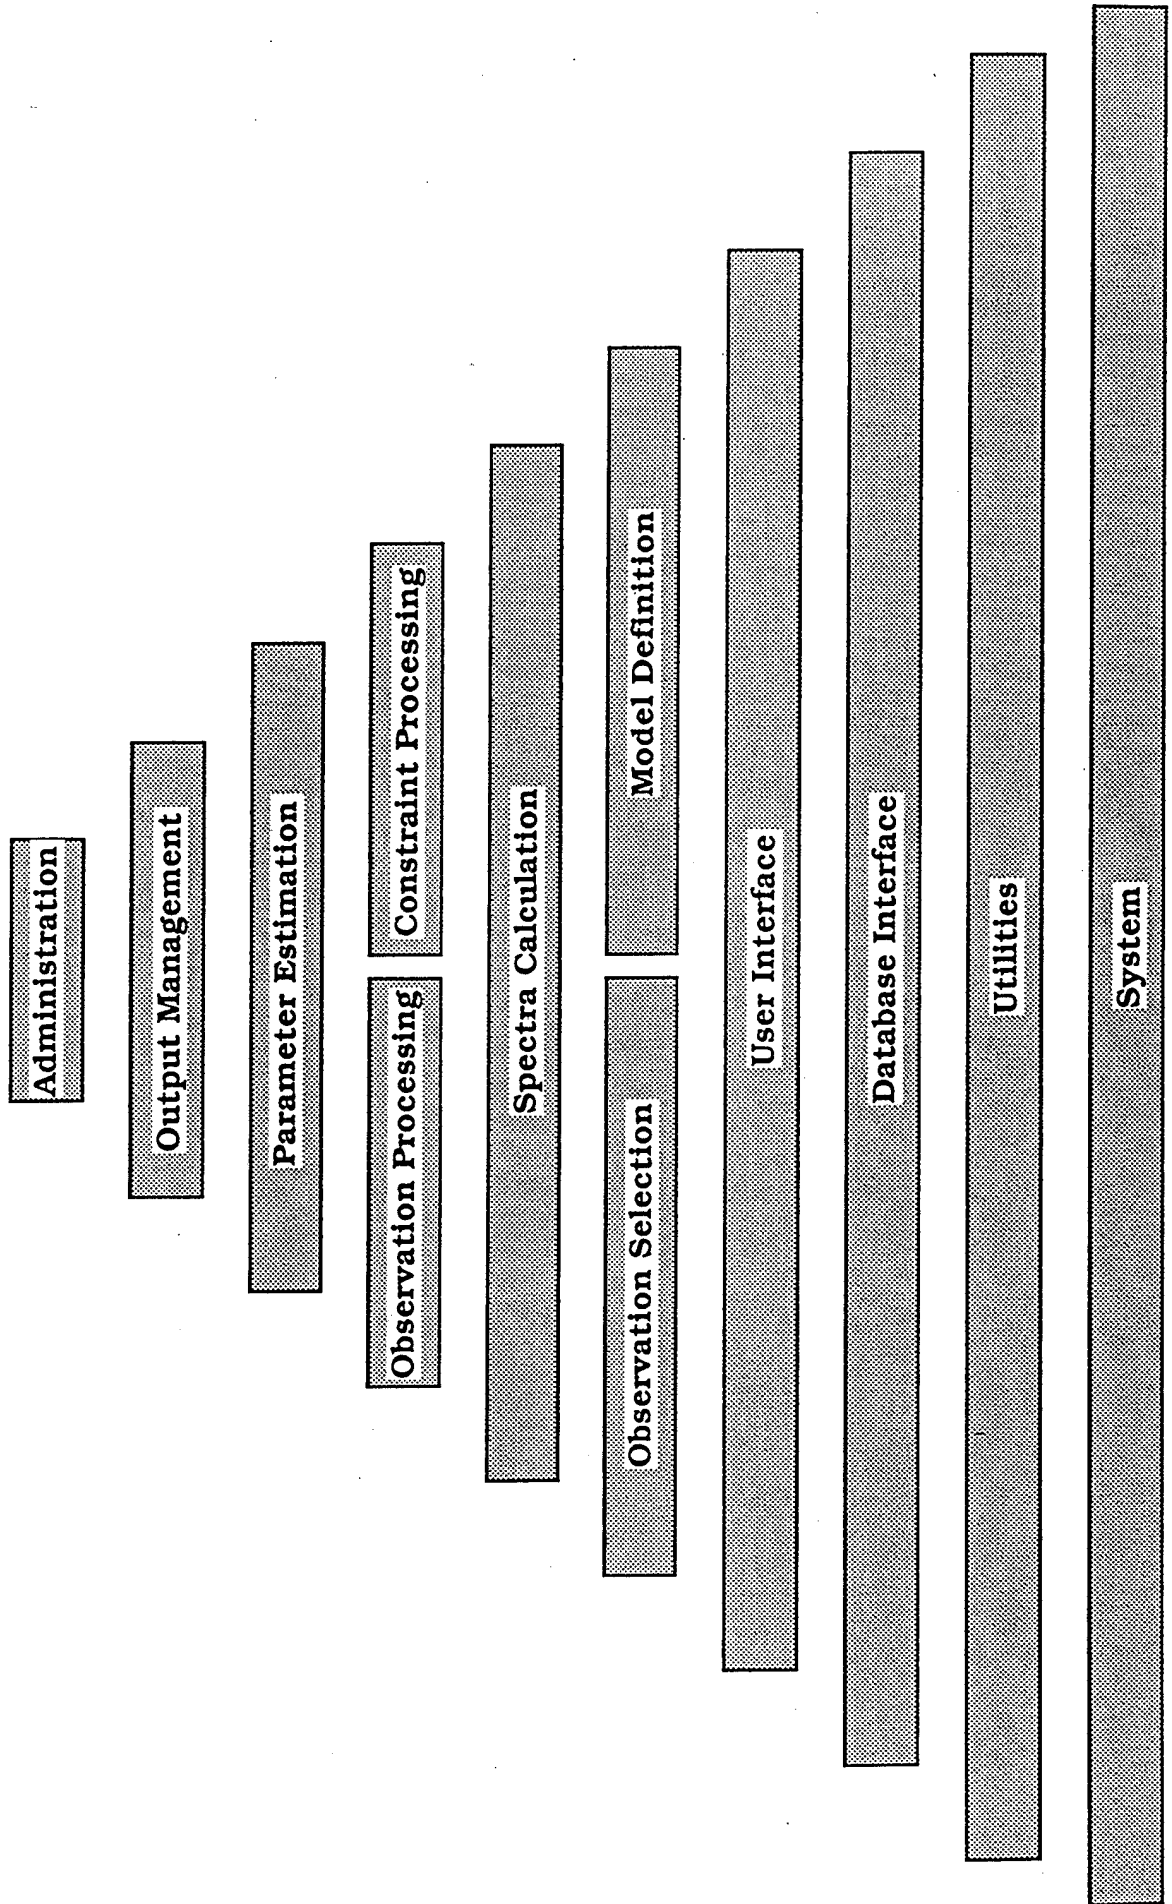 Administration
Output Management
Parameter Estimation
Observation Processing
Constraint Processing
Spectra Calculation
Observation Selection
Model Definition
User Interface
Database Interface
Utilities
System